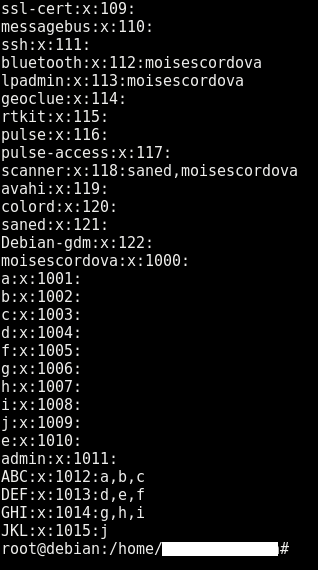 ssl-cert:x:109:
messagebus:x:110:
ssh:x:111:
bluetooth:x:112:moisescordova
lpadmin:x:113:moisescordova
geoclue:x:114:
rtkit:x:115:
pulse:x:116:
pulse-access:x:117:
scanner:x:118:saned,moisescordova
avahi:x:119:
colord:x:120:
saned:x:121:
Debian-gdm:x:122:
moisescordova:x:1000:
a:x:1001:
b:x:1002:
c:x:1003:
d:x:1004:
f:x:1005:
g:x:1006:
h:x:1007:
i:x:1008:
j:x:1009:
e:x:1010:
admin:x:1011:
ABC:x:1012:a,b,c
DEF:x:1013:d,e,f
GHI:x:1014:g,h,i
JKL:x:1015:j
root@debian:/home/ #